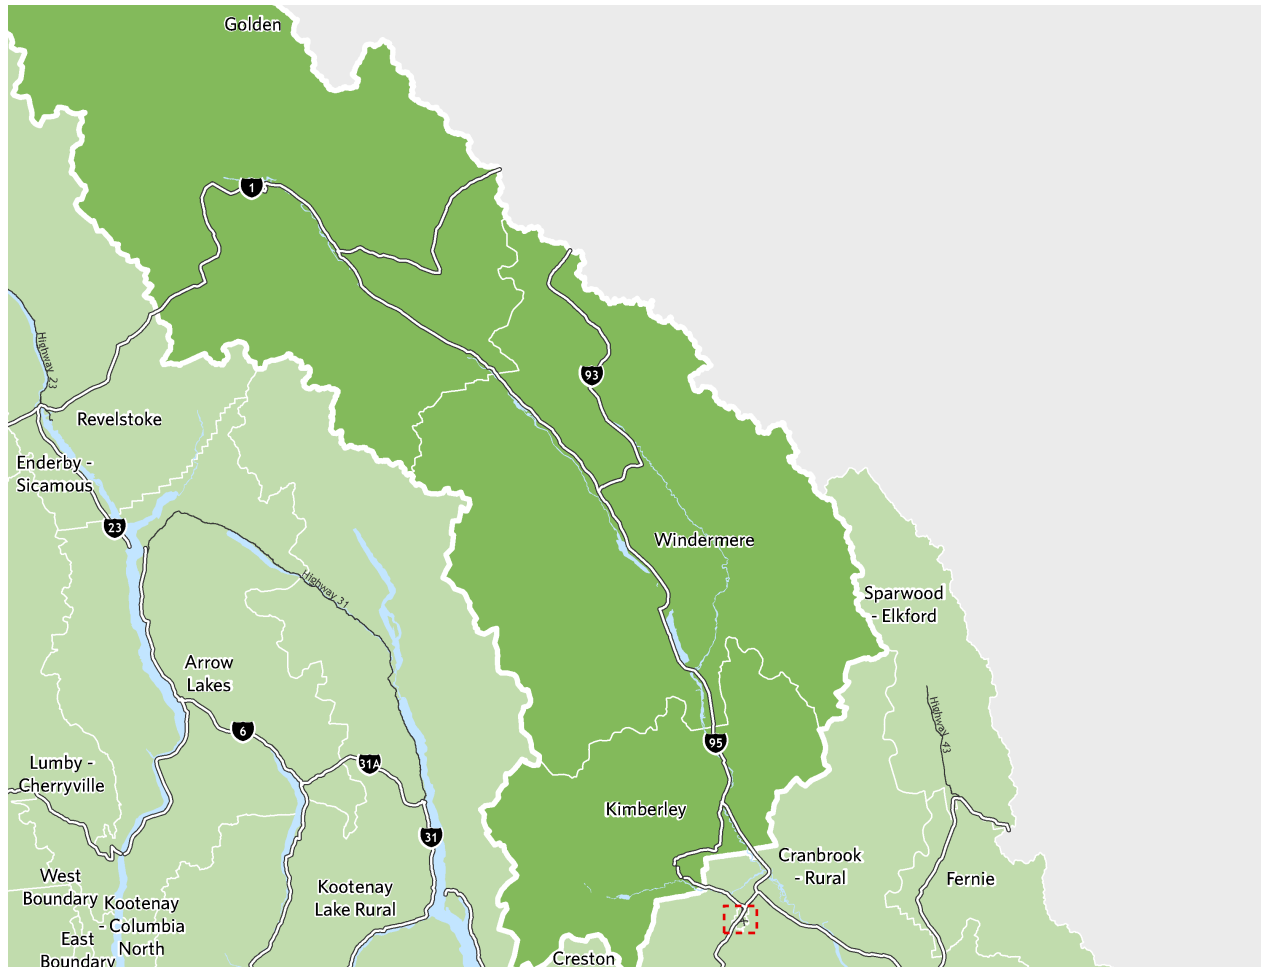 Golden
1
Highway 23
93
Revelstoke
Enderby -
Sicamous
23
Windermere
Highway 31
Sparwood
- Elkford
Arrow
Lakes
6
Highway 43
95
31A
Lumby -
Cherryville
Kimberley
31
Cranbrook
- Rural
West
Boundary
Kootenay
Lake Rural
Fernie
Kootenay
- Columbia
North
East
Boundary
Creston